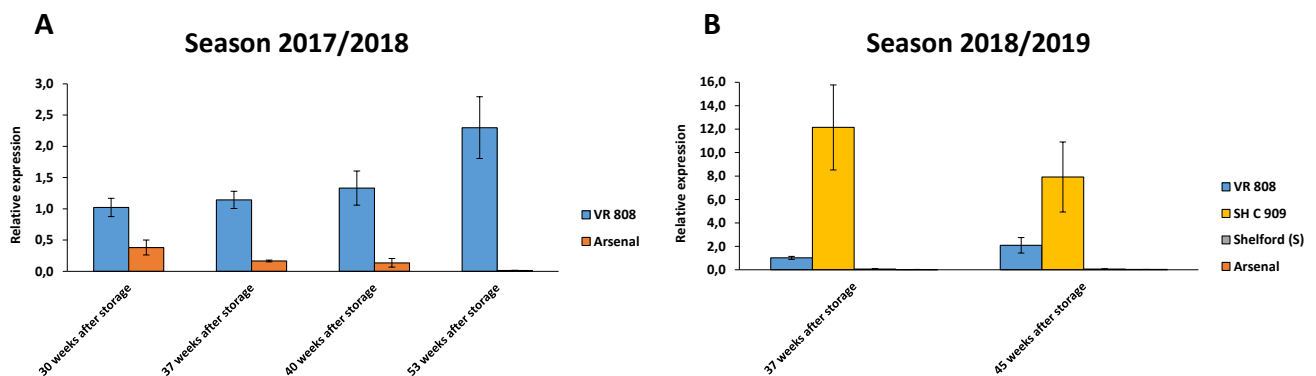 A
Season 2017/2018
Relative expression
3,0
2,5
2,0
1,5
1,0
0,5
0,0
30 weeks after storage
37 weeks after storage
40 weeks after storage
53 weeks after storage
VR 808
Arsenal
B
Season 2018/2019
Relative expression
16,0
14,0
12,0
10,0
8,0
6,0
4,0
2,0
0,0
37 weeks after storage
45 weeks after storage
VR 808
SH C 909
Shelford (S)
Arsenal